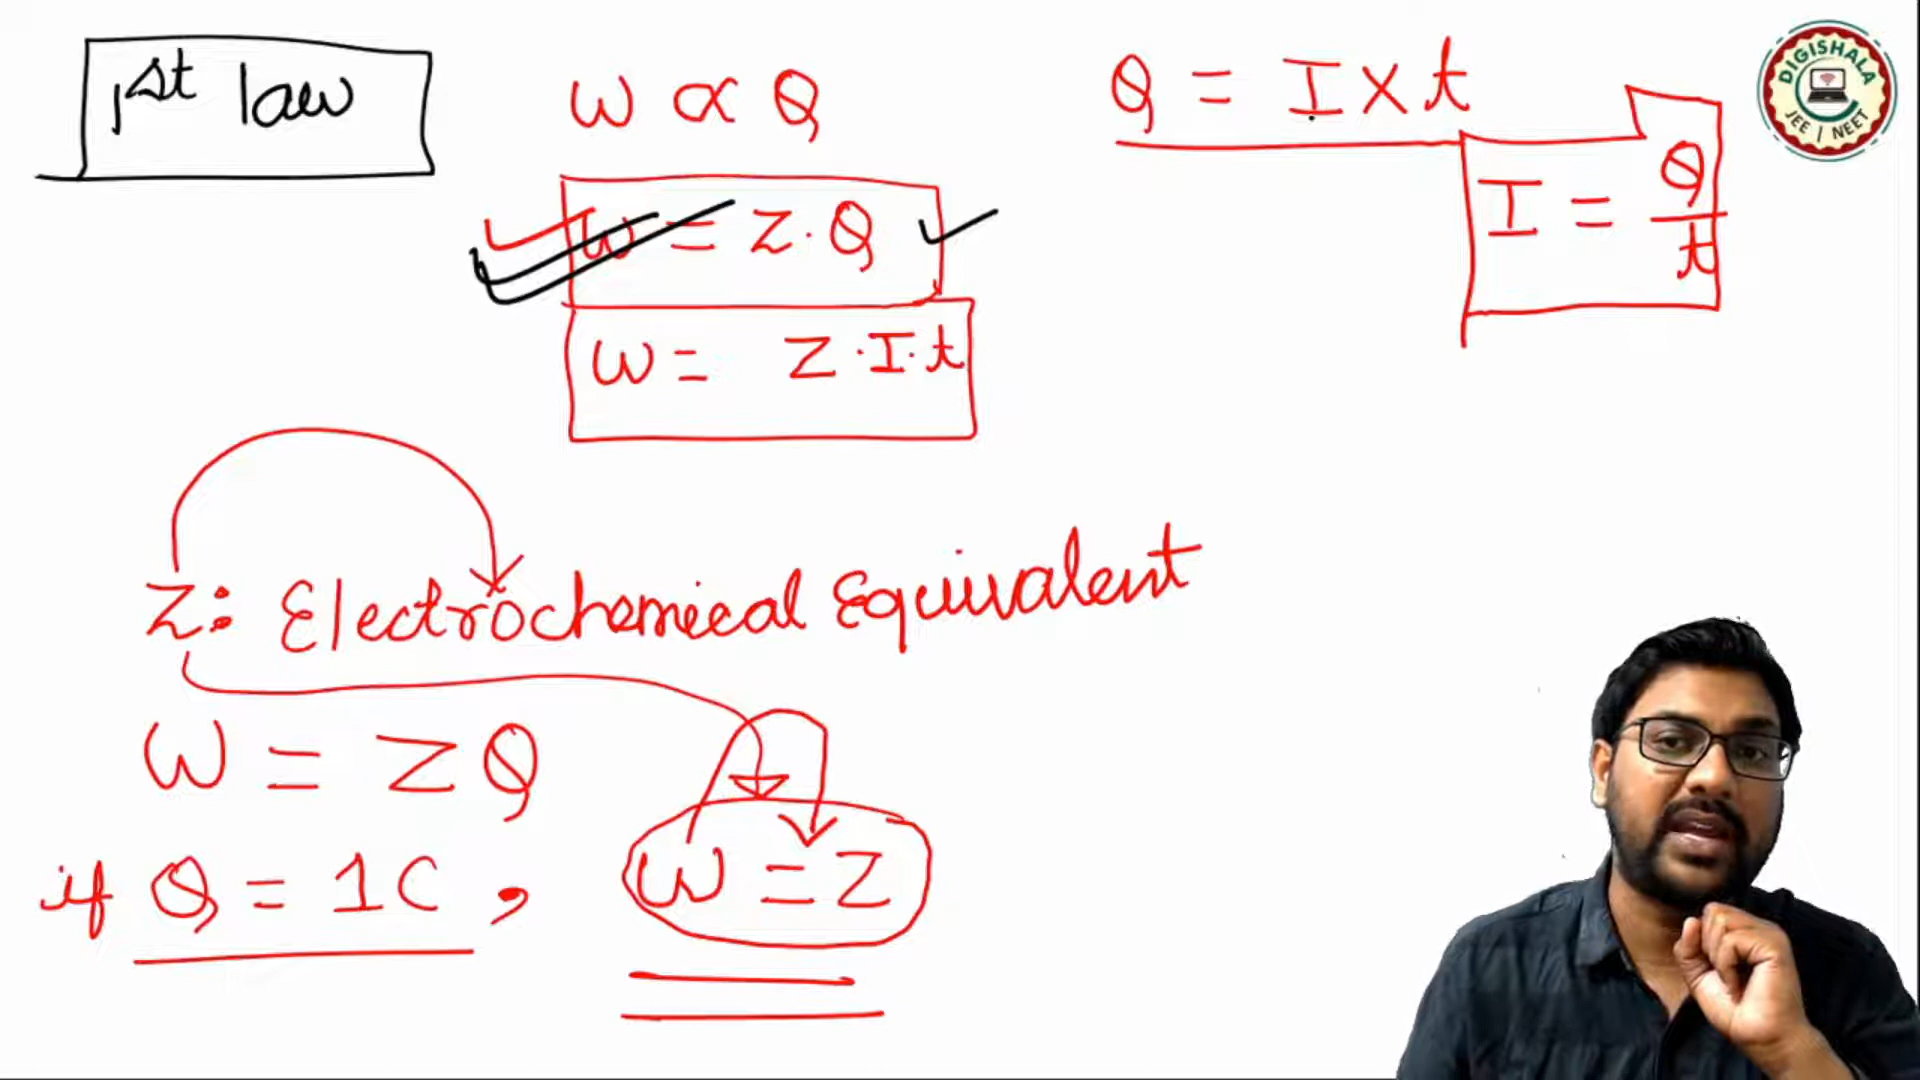 1st law
W ∝ Q
W = Z · Q
W = Z · I · t
Q = I × t
I = Q/t
DIGISHALA
JEE | NEET
Z: Electrochemical Equivalent
W = ZQ
if Q = 1C , W = Z